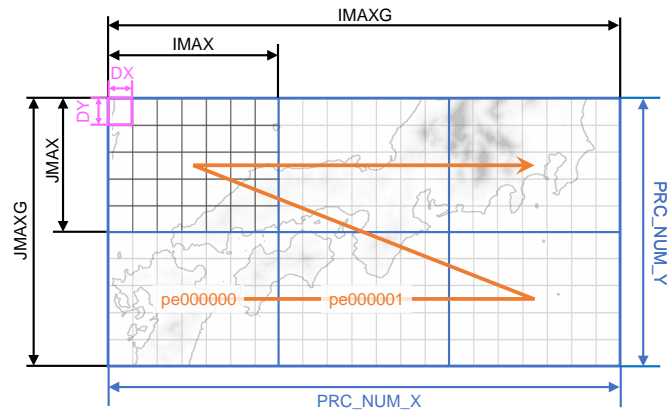 IMAXG
IMAX
DX
DY
JMAX
JMAXG
PRC_NUM_Y
pe000000
pe000001
PRC_NUM_X